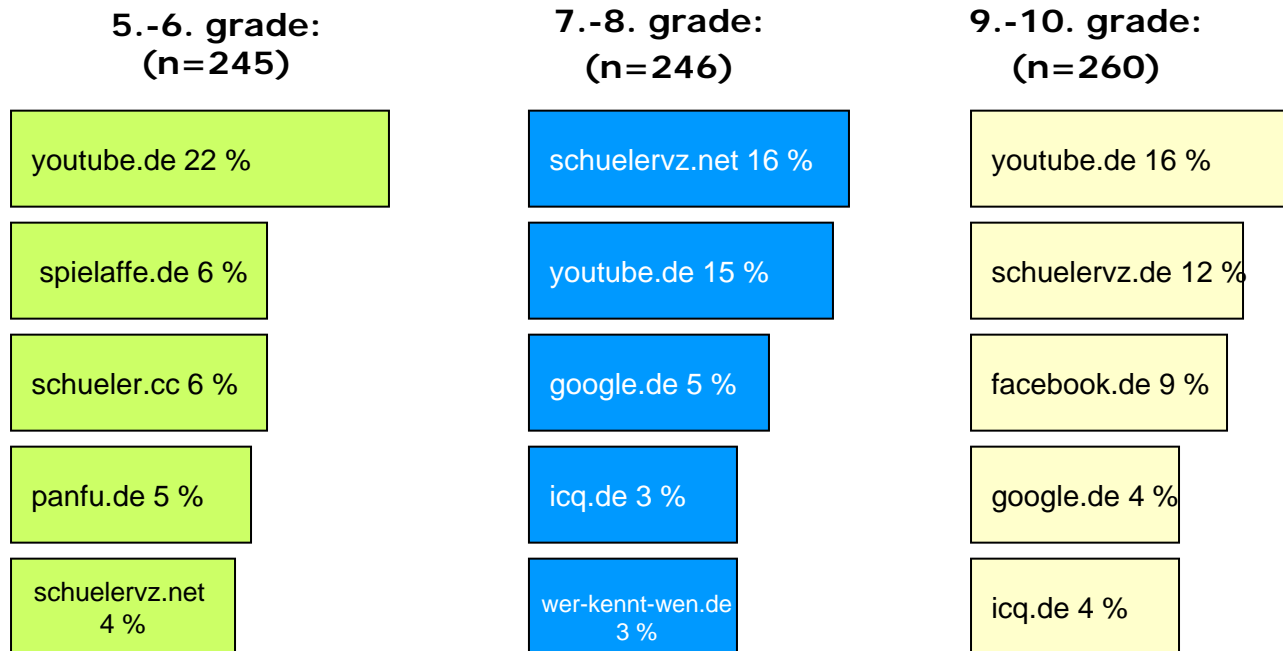 5.-6. grade:
(n=245)
youtube.de 22 %
spielaffe.de 6 %
schueler.cc 6 %
panfu.de 5 %
schuelervz.net
4 %
7.-8. grade:
(n=246)
schuelervz.net 16 %
youtube.de 15 %
google.de 5 %
icq.de 3 %
wer-kennt-wen.de
3 %
9.-10. grade:
(n=260)
youtube.de 16 %
schuelervz.de 12 %
facebook.de 9 %
google.de 4 %
icq.de 4 %